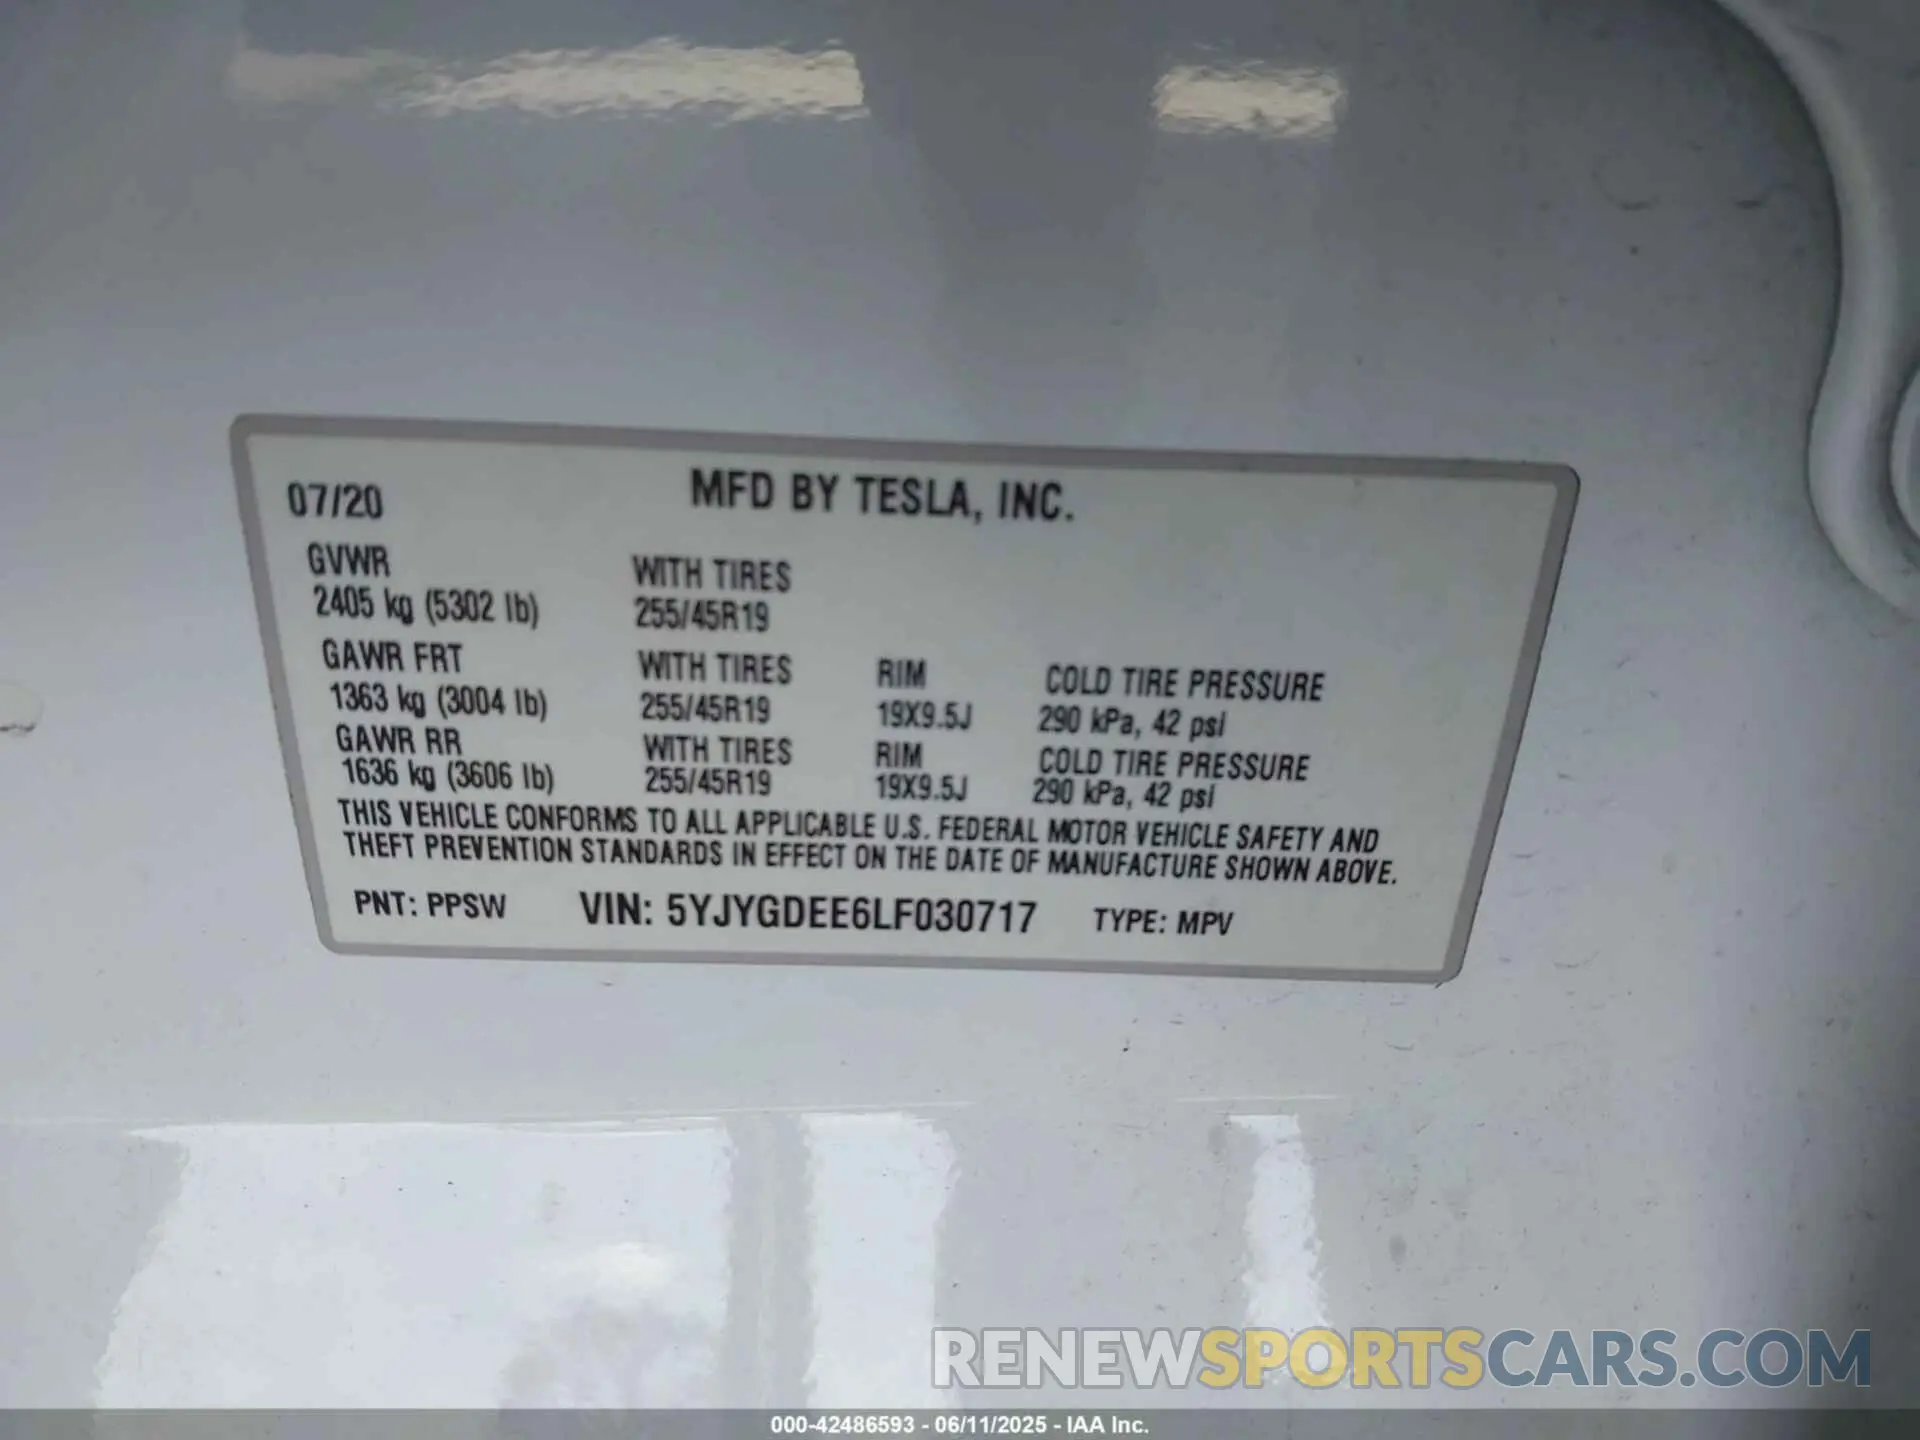 07/20 MFD BY TESLA, INC.
GVWR WITH TIRES
2405 kg (5302 lb) 255/45R19
GAWR FRT WITH TIRES RIM COLD TIRE PRESSURE
1363 kg (3004 lb) 255/45R19 19X9.5J 290 kPa, 42 psi
GAWR RR WITH TIRES RIM COLD TIRE PRESSURE
1636 kg (3606 lb) 255/45R19 19X9.5J 290 kPa, 42 psi
THIS VEHICLE CONFORMS TO ALL APPLICABLE U.S. FEDERAL MOTOR VEHICLE SAFETY AND
THEFT PREVENTION STANDARDS IN EFFECT ON THE DATE OF MANUFACTURE SHOWN ABOVE.
PNT: PPSW VIN: 5YJYGDEE6LF030717 TYPE: MPV
RENEWSPORTSCARS.COM
000-42486593 - 06/11/2025 - IAA Inc.